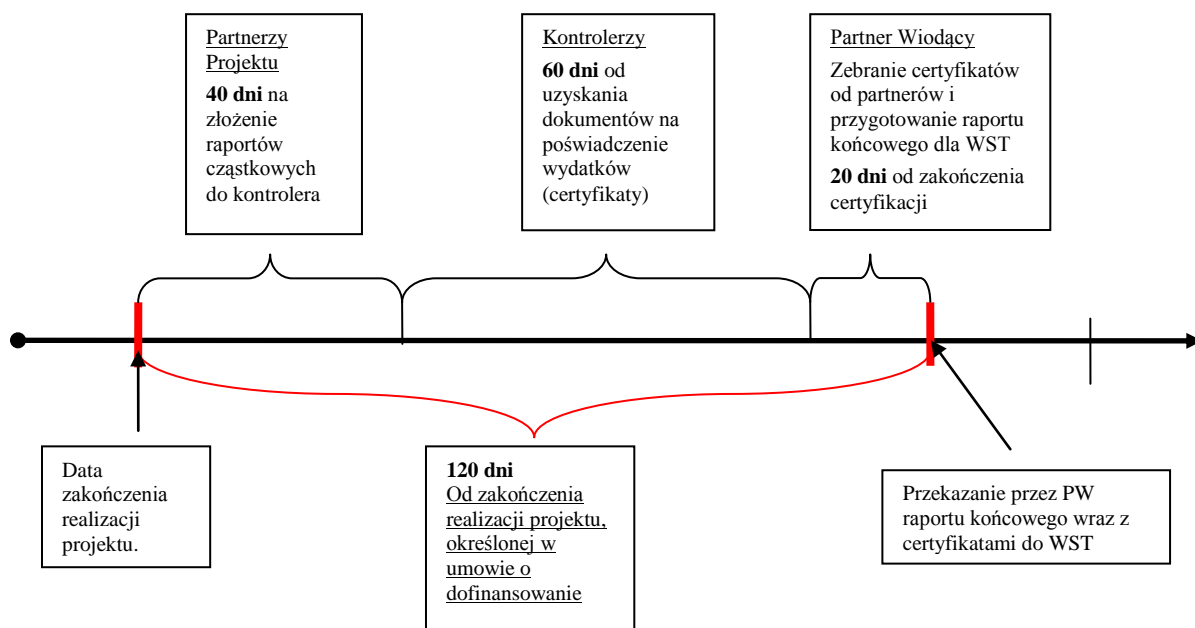 Partnerzy
Projektu
40 dni na
złożenie
raportów
cząstkowych
do kontrolera
Kontrolerzy
60 dni od
uzyskania
dokumentów na
poświadczenie
wydatków
(certyfikaty)
Partner Wiodący
Zebranie certyfikatów
od partnerów i
przygotowanie raportu
końcowego dla WST
20 dni od zakończenia
certyfikacji
Data
zakończenia
realizacji
projektu.
120 dni
Od zakończenia
realizacji projektu,
określonej w
umowie o
dofinansowanie
Przekazanie przez PW
raportu końcowego wraz z
certyfikatami do WST